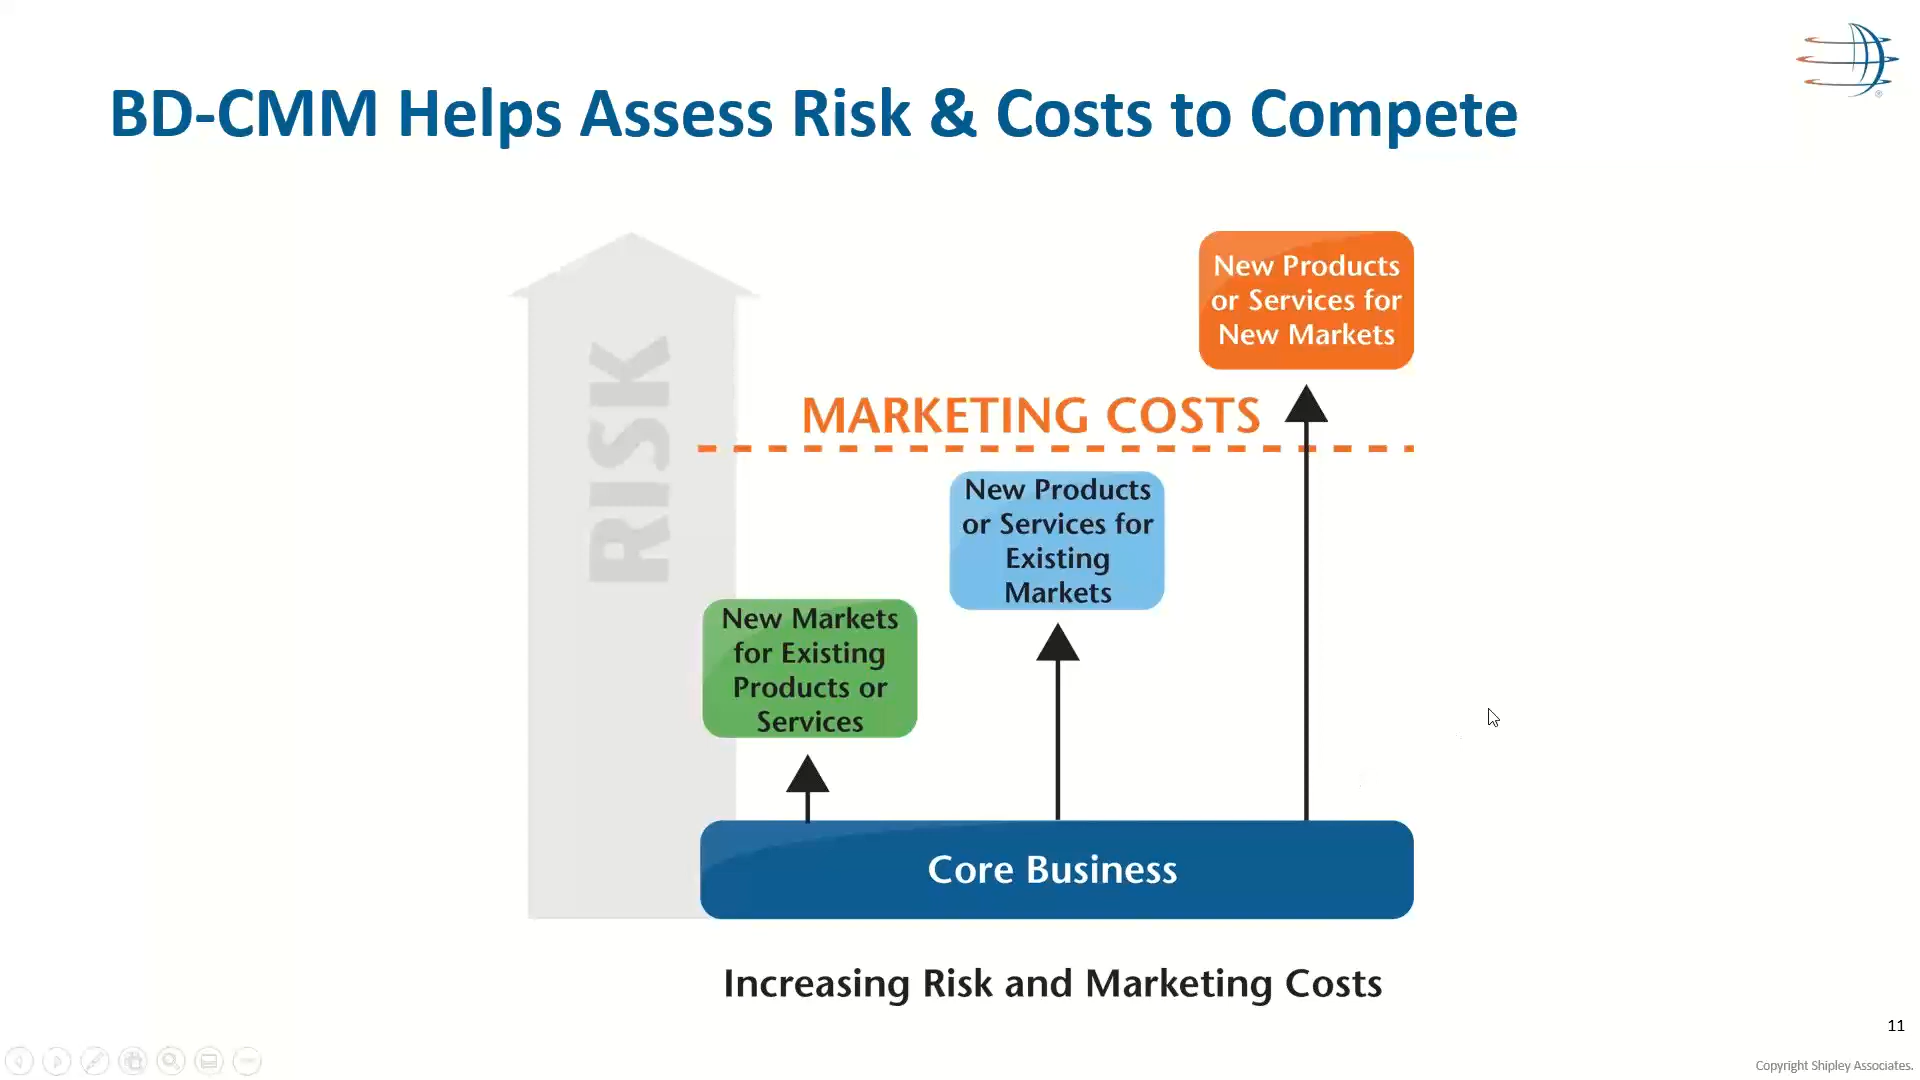 BD-CMM Helps Assess Risk & Costs to Compete
RISK
New Products
or Services for
New Markets
MARKETING COSTS
New Products
or Services for
Existing
Markets
New Markets
for Existing
Products or
Services
Core Business
Increasing Risk and Marketing Costs
11
Copyright Shipley Associates.
®